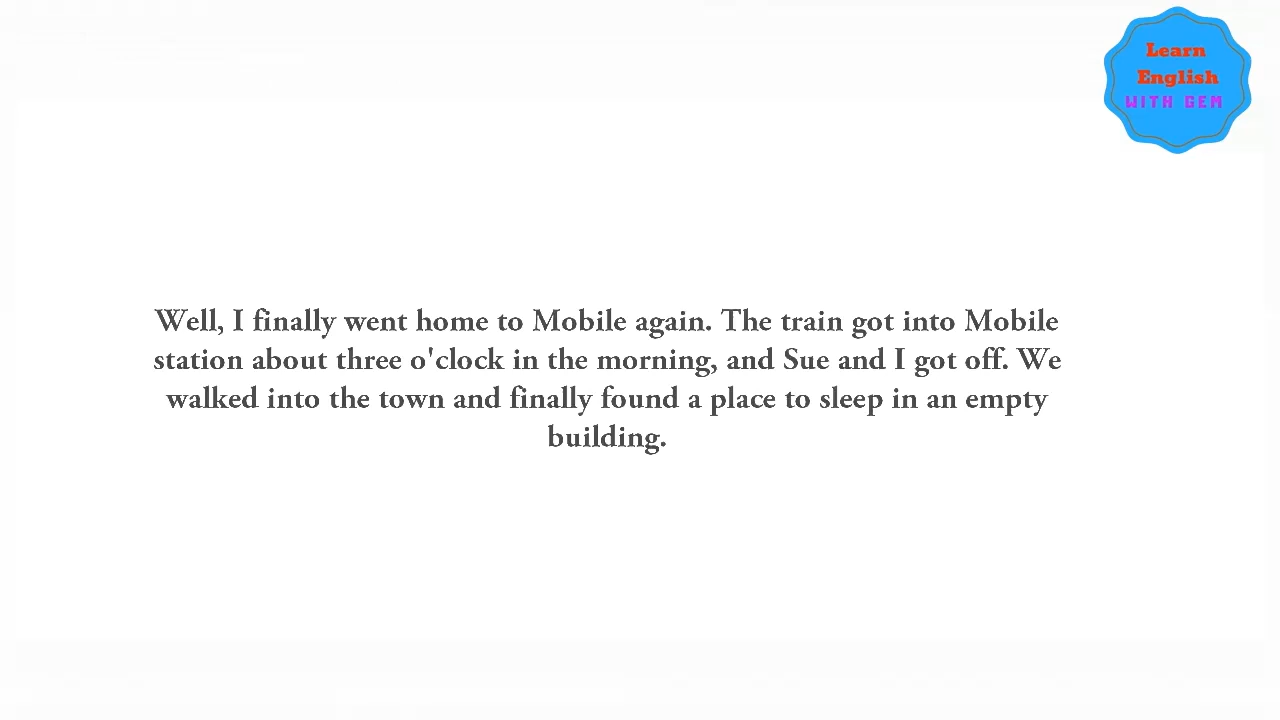 Learn
English
WITH GEM
Well, I finally went home to Mobile again. The train got into Mobile
station about three o'clock in the morning, and Sue and I got off. We
walked into the town and finally found a place to sleep in an empty
building.